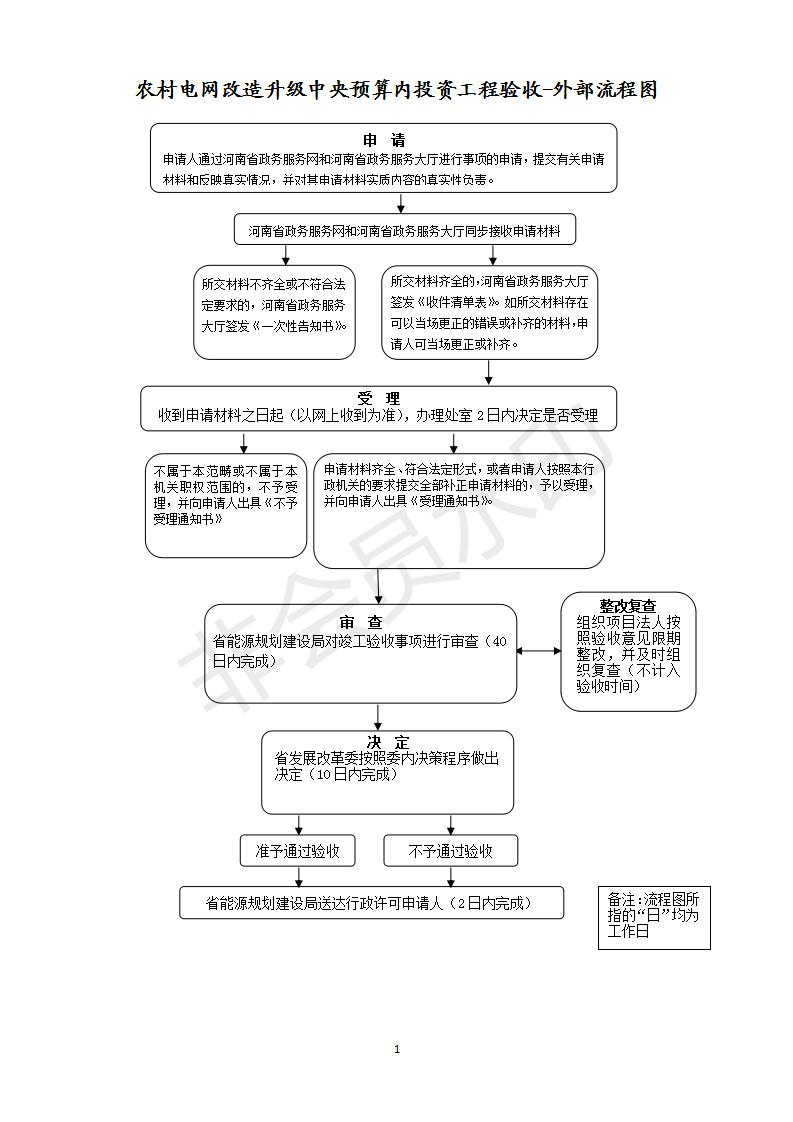 农村电网改造升级中央预算内投资工程验收-外部流程图
申 请
申请人通过河南省政务服务网和河南省政务服务大厅进行事项的申请，提交有关申请
材料和反映真实情况，并对其申请材料实质内容的真实性负责。
河南省政务服务网和河南省政务服务大厅同步接收申请材料
所交材料不齐全或不符合法
定要求的，河南省政务服务
大厅签发《一次性告知书》。
所交材料齐全的，河南省政务服务大厅
签发《收件清单表》。如所交材料存在
可以当场更正的错误或补齐的材料，申
请人可当场更正或补齐。
受 理
收到申请材料之日起（以网上收到为准），办理处室 2 日内决定是否受理
不属于本范畴或不属于本
机关职权范围的，不予受
理，并向申请人出具《不予
受理通知书》
申请材料齐全、符合法定形式，或者申请人按照本行
政机关的要求提交全部补正申请材料的，予以受理，
并向申请人出具《受理通知书》。
审 查
省能源规划建设局对竣工验收事项进行审查（40
日内完成）
整改复查
组织项目法人按
照验收意见限期
整改，并及时组
织复查（不计入
验收时间）
决 定
省发展改革委按照委内决策程序做出
决定（10 日内完成）
准予通过验收
不予通过验收
省能源规划建设局送达行政许可申请人（2 日内完成）
备注：流程图所
指的“日”均为
工作日
非会员水印
1